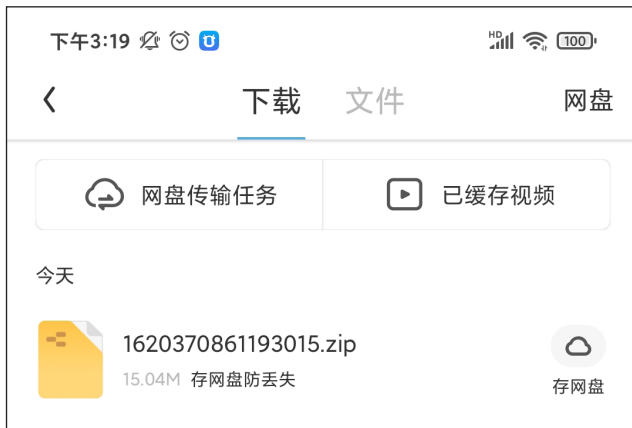 下午3:19 HD 100
下载 文件 网盘
网盘传输任务 已缓存视频
今天
1620370861193015.zip
15.04M 存网盘防丢失 存网盘